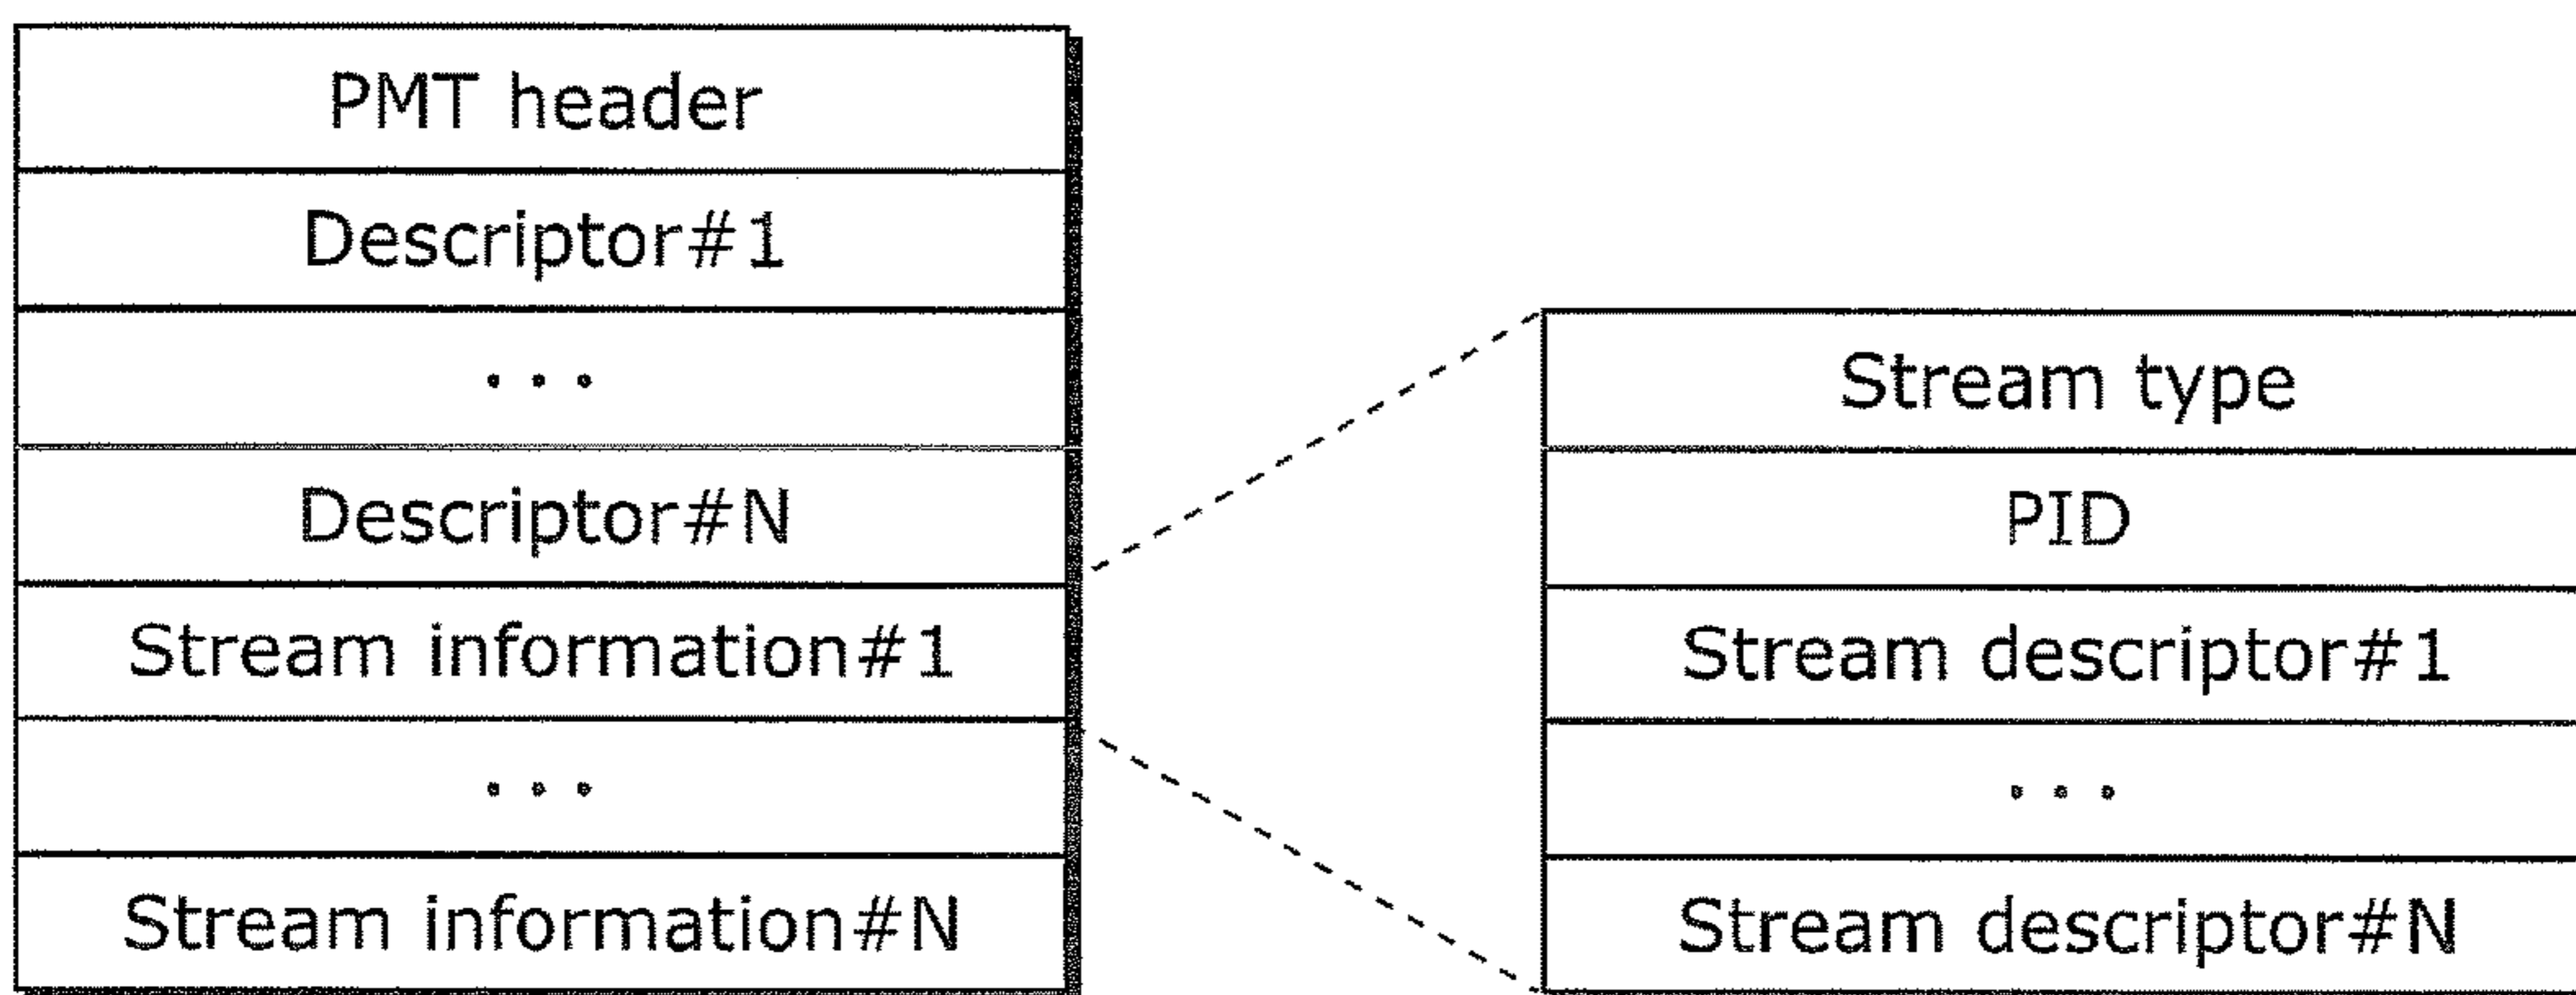 PMT header
Descriptor#1
...
Descriptor#N
Stream information#1
...
Stream information#N
Stream type
PID
Stream descriptor#1
...
Stream descriptor#N